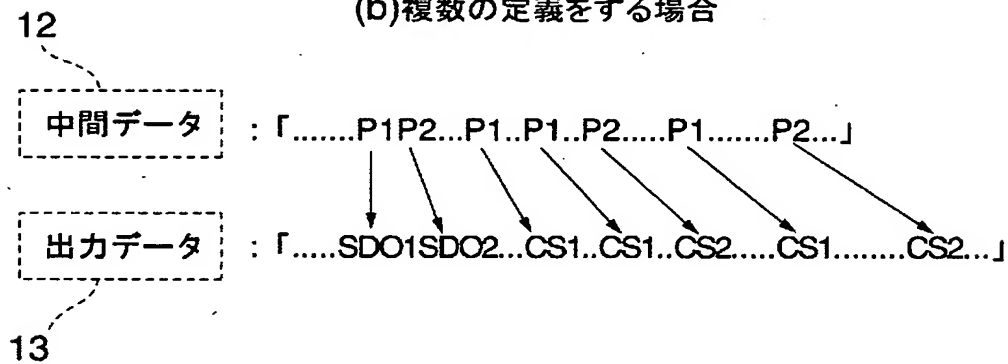 (b)複数の定義をする場合
12
中間データ :「.......P1P2...P1..P1..P2.....P1.......P2...」
出力データ :「.....SDO1SDO2...CS1..CS1..CS2.....CS1........CS2...」
13